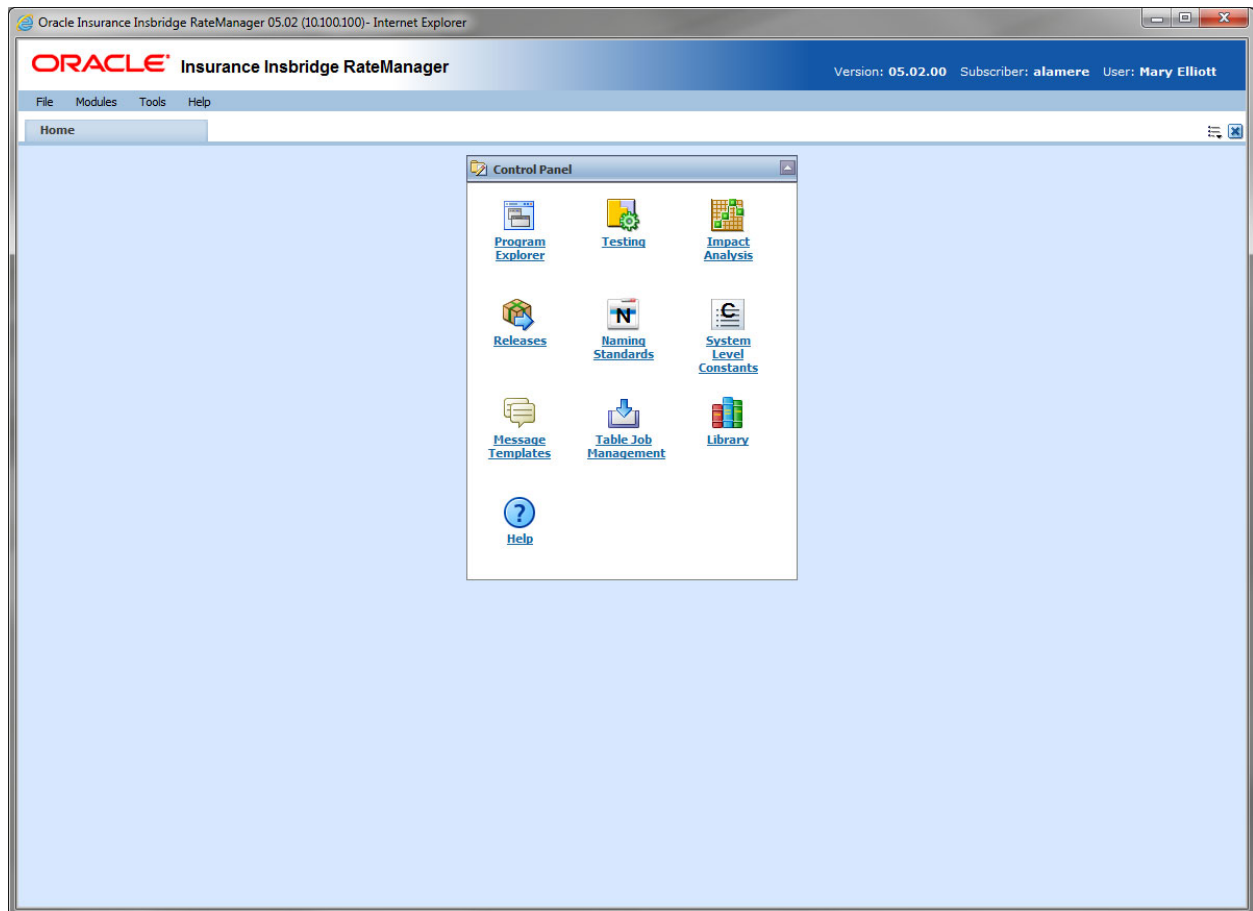 Oracle Insurance Insbridge RateManager 05.02 (10.100.100)- Internet Explorer
ORACLE Insurance Insbridge RateManager
Version: 05.02.00 Subscriber: alamere User: Mary Elliott
File Modules Tools Help
Home
Control Panel
Program
Explorer
Testing
Impact
Analysis
Releases
Naming
Standards
System
Level
Constants
Message
Templates
Table Job
Management
Library
Help